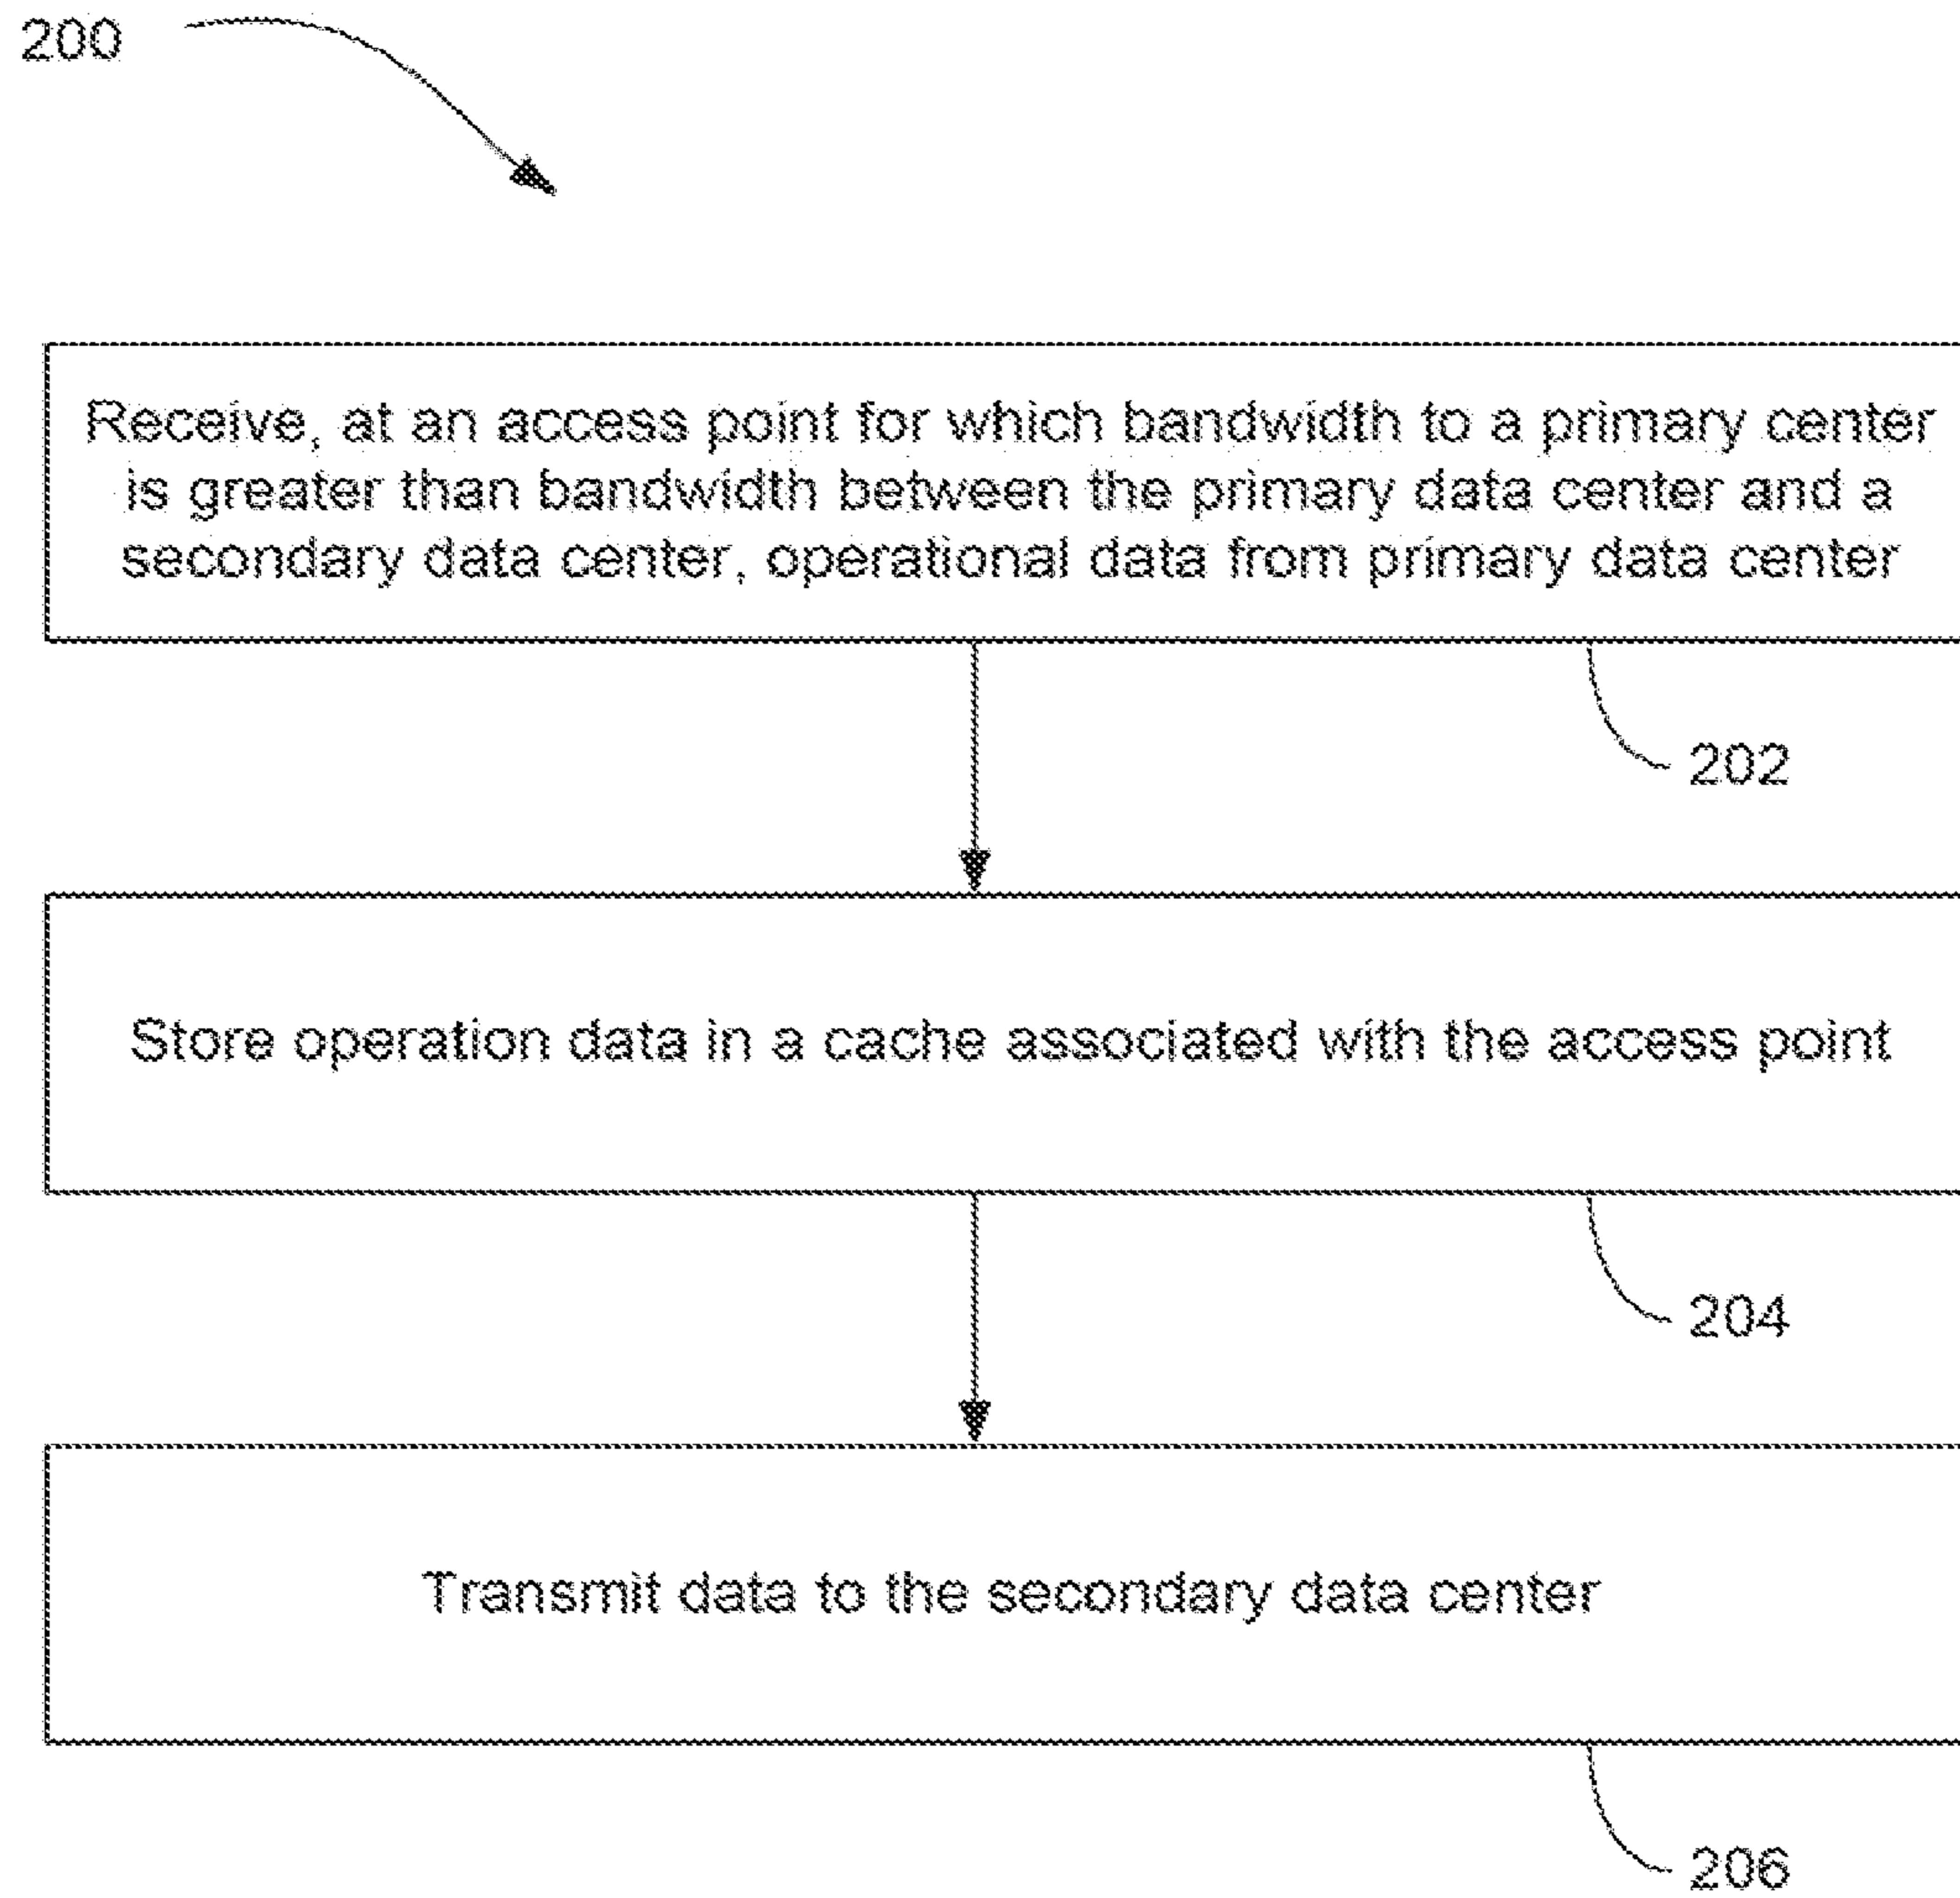 200
Receive, at an access point for which bandwidth to a primary center
is greater than bandwidth between the primary data center and a
secondary data center, operational data from primary data center
202
Store operation data in a cache associated with the access point
204
Transmit data to the secondary data center
206